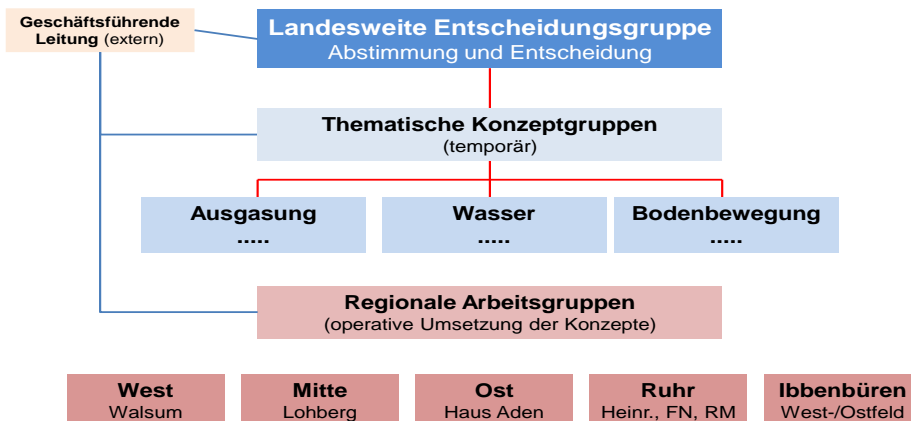 Geschäftsführende
Leitung (extern)
Landesweite Entscheidungsgruppe
Abstimmung und Entscheidung
Thematische Konzeptgruppen
(temporär)
Ausgasung
.....
Wasser
.....
Bodenbewegung
.....
Regionale Arbeitsgruppen
(operative Umsetzung der Konzepte)
West
Walsum
Mitte
Lohberg
Ost
Haus Aden
Ruhr
Heinr., FN, RM
Ibbenbüren
West-/Ostfeld